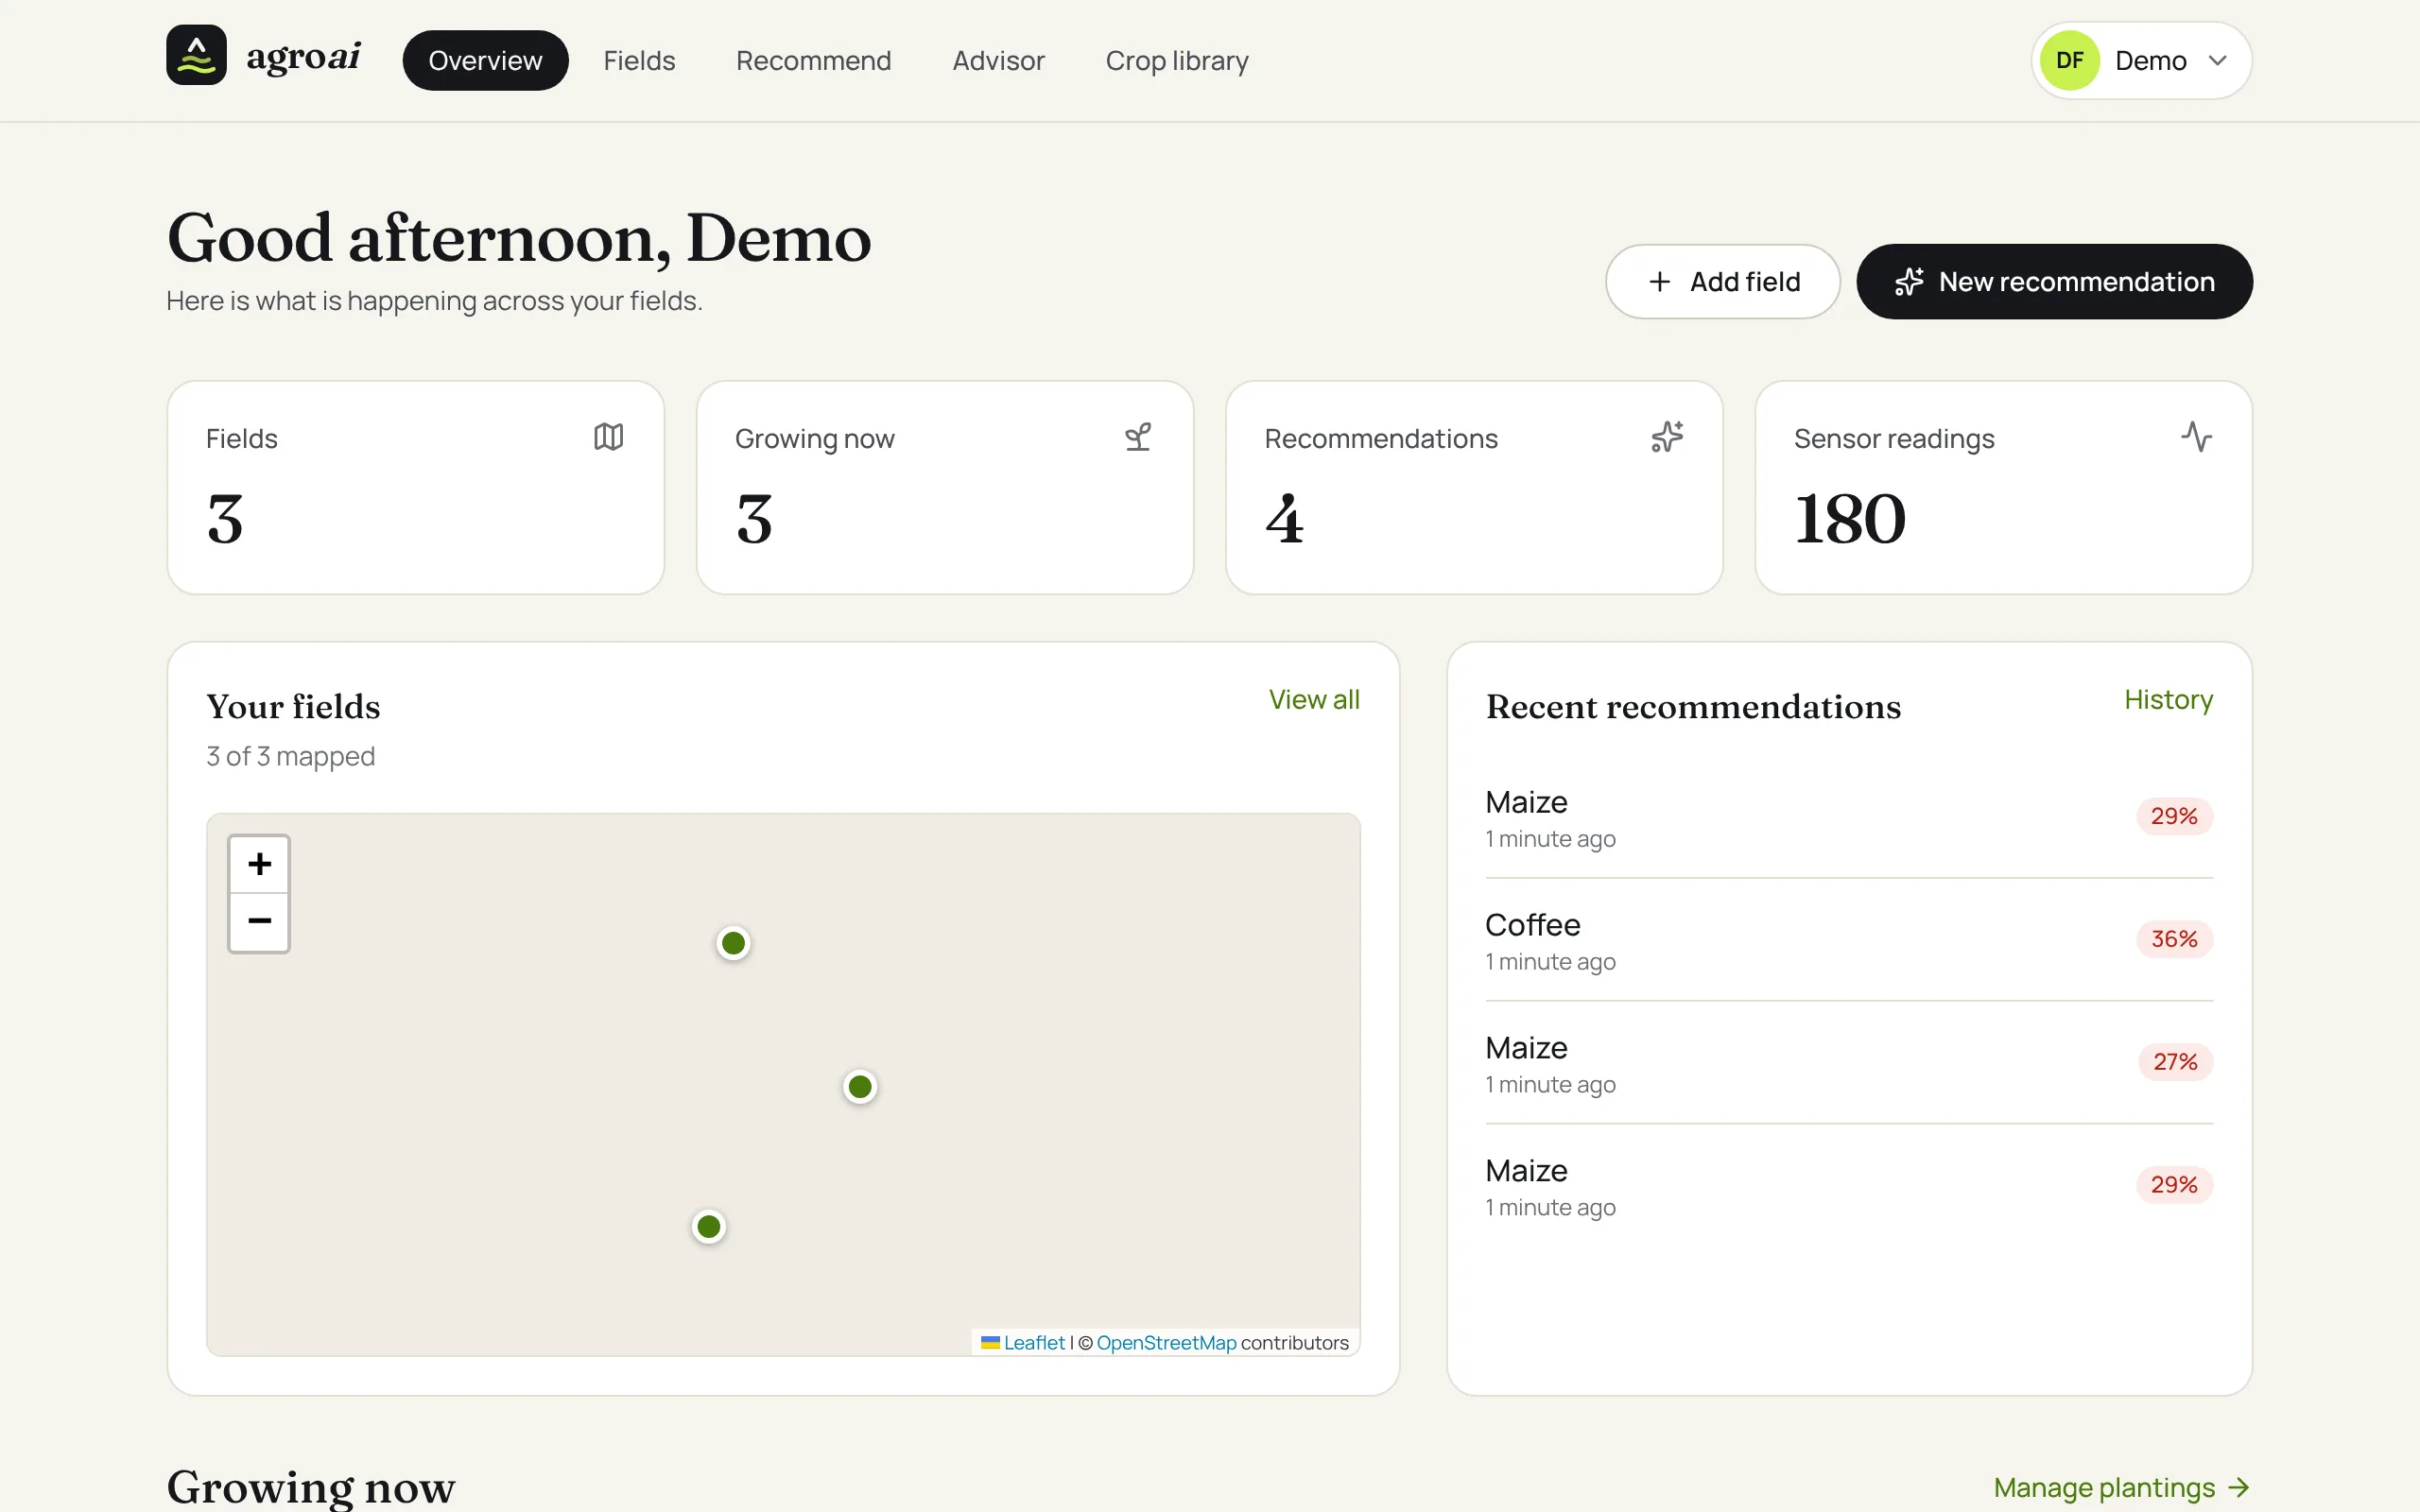 agroai
Overview
Fields
Recommend
Advisor
Crop library
DF
Demo
Good afternoon, Demo
Here is what is happening across your fields.
+ Add field
New recommendation
Fields
3
Growing now
3
Recommendations
4
Sensor readings
180
Your fields
View all
3 of 3 mapped
+
−
Leaflet | © OpenStreetMap contributors
Recent recommendations
History
Maize
1 minute ago
29%
Coffee
1 minute ago
36%
Maize
1 minute ago
27%
Maize
1 minute ago
29%
Growing now
Manage plantings →